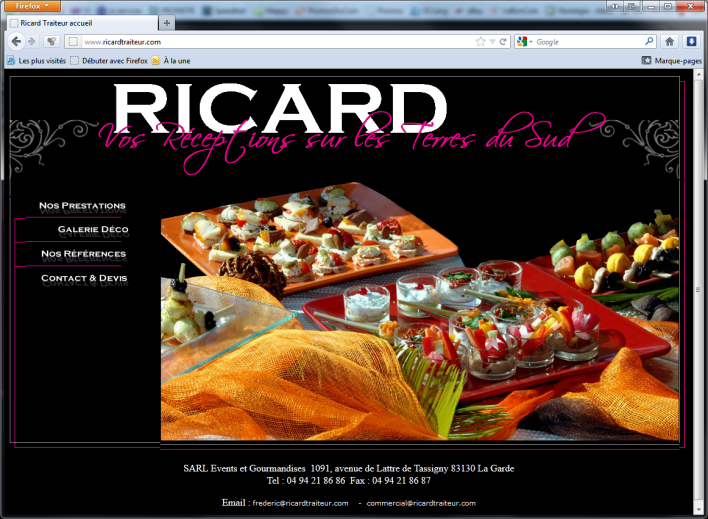 Firefox
Ricard Traiteur accueil
www.ricardtraiteur.com
Google
Les plus visités
Débuter avec Firefox
À la une
Marque-pages
RICARD
Vos Réceptions sur les Terres du Sud
Nos Prestations
Galerie Déco
Nos Références
Contact & Devis
SARL Events et Gourmandises 1091, avenue de Lattre de Tassigny 83130 La Garde
Tel : 04 94 21 86 86 Fax : 04 94 21 86 87
Email : frederic@ricardtraiteur.com - commercial@ricardtraiteur.com